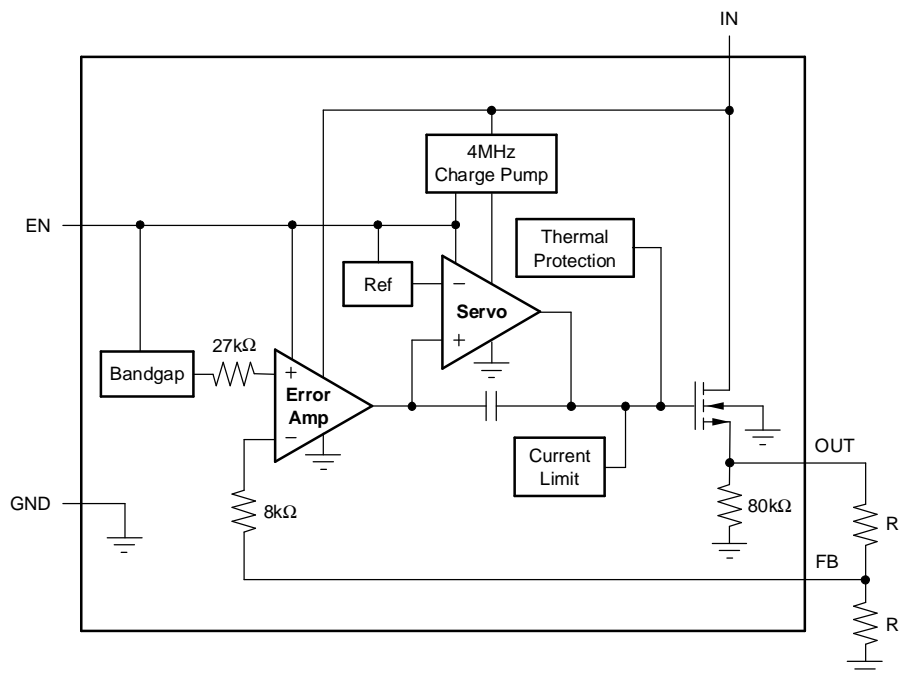 IN
4MHz
Charge Pump
EN
Thermal
Protection
Ref
−
Servo
+
27kΩ
Bandgap
+
Error
Amp
−
Current
Limit
OUT
GND
8kΩ
80kΩ
R
FB
R